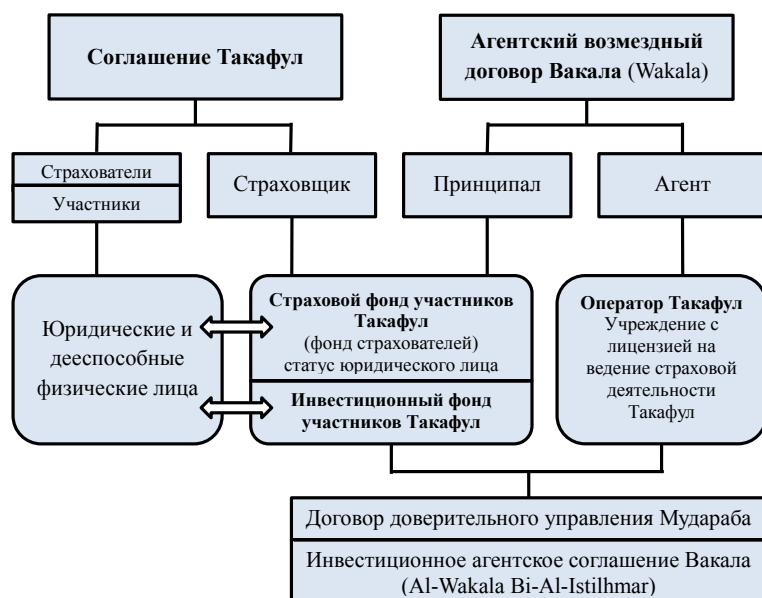 Соглашение Такафул
Агентский возмездный
договор Вакала (Wakala)
Страхователи
Участники
Страховщик
Принципал
Агент
Юридические и
дееспособные
физические лица
Страховой фонд участников
Такафул
(фонд страхователей)
статус юридического лица
Инвестиционный фонд
участников Такафул
Оператор Такафул
Учреждение с
лицензией на
ведение страховой
деятельности
Такафул
Договор доверительного управления Мудараба
Инвестиционное агентское соглашение Вакала
(Al-Wakala Bi-Al-Istilhmar)